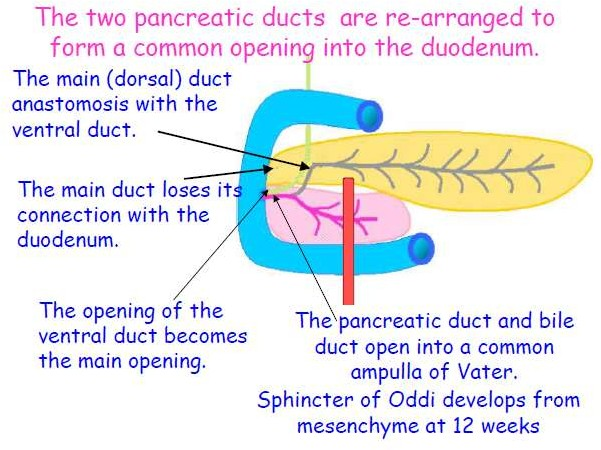 The two pancreatic ducts are re-arranged to
form a common opening into the duodenum.
The main (dorsal) duct
anastomosis with the
ventral duct.
The main duct loses its
connection with the
duodenum.
The opening of the
ventral duct becomes
the main opening.
The pancreatic duct and bile
duct open into a common
ampulla of Vater.
Sphincter of Oddi develops from
mesenchyme at 12 weeks